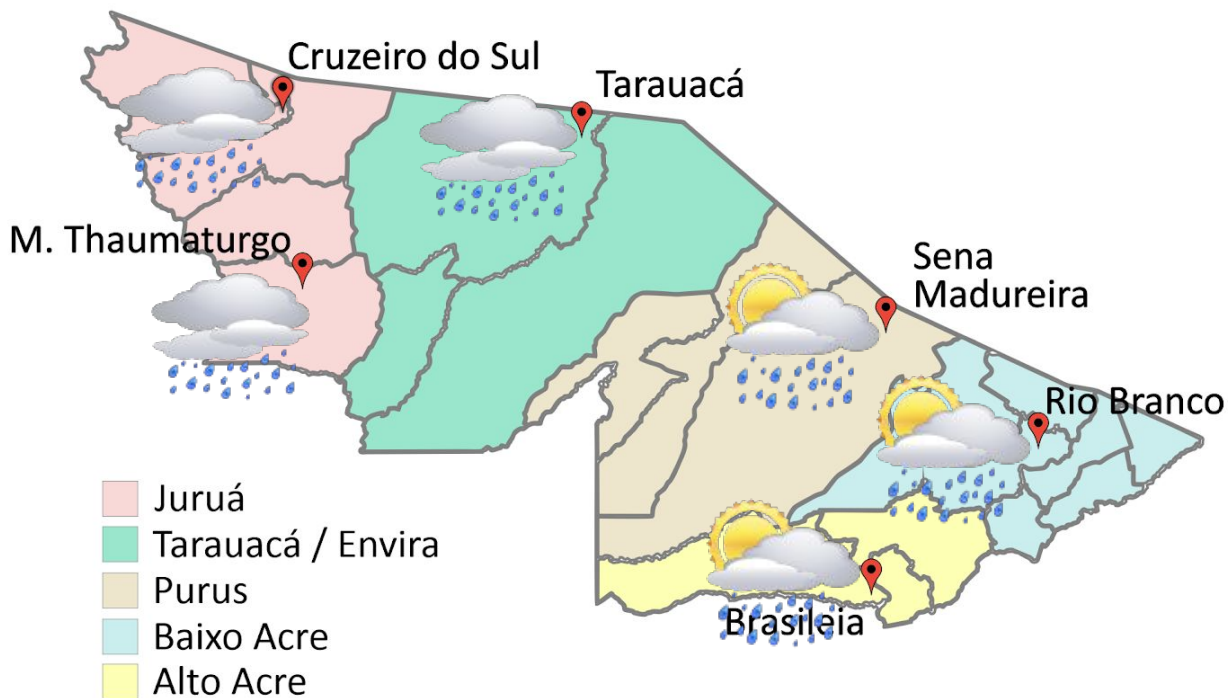 Cruzeiro do Sul
Tarauacá
M. Thaumaturgo
Sena
Madureira
Rio Branco
Brasileia
Juruá
Tarauacá / Envira
Purus
Baixo Acre
Alto Acre